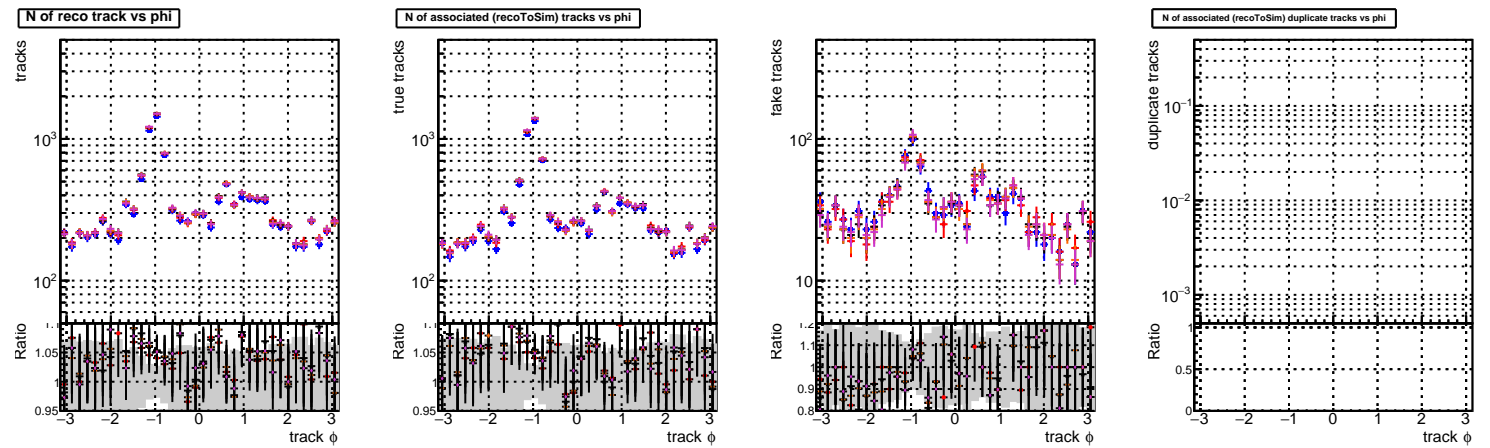 N of reco track vs phi
tracks
10³
10²
Ratio
1.1
1.05
1
0.95
−3 −2 −1 0 1 2 3
track ϕ
N of associated (recoToSim) tracks vs phi
true tracks
10³
10²
Ratio
1.1
1.05
1
0.95
−3 −2 −1 0 1 2 3
track ϕ
fake tracks
10²
10
Ratio
1.2
1.1
1
0.9
0.8
−3 −2 −1 0 1 2 3
track ϕ
N of associated (recoToSim) duplicate tracks vs phi
duplicate tracks
10⁻¹
10⁻²
10⁻³
Ratio
1
0.5
0
−3 −2 −1 0 1 2 3
track ϕ